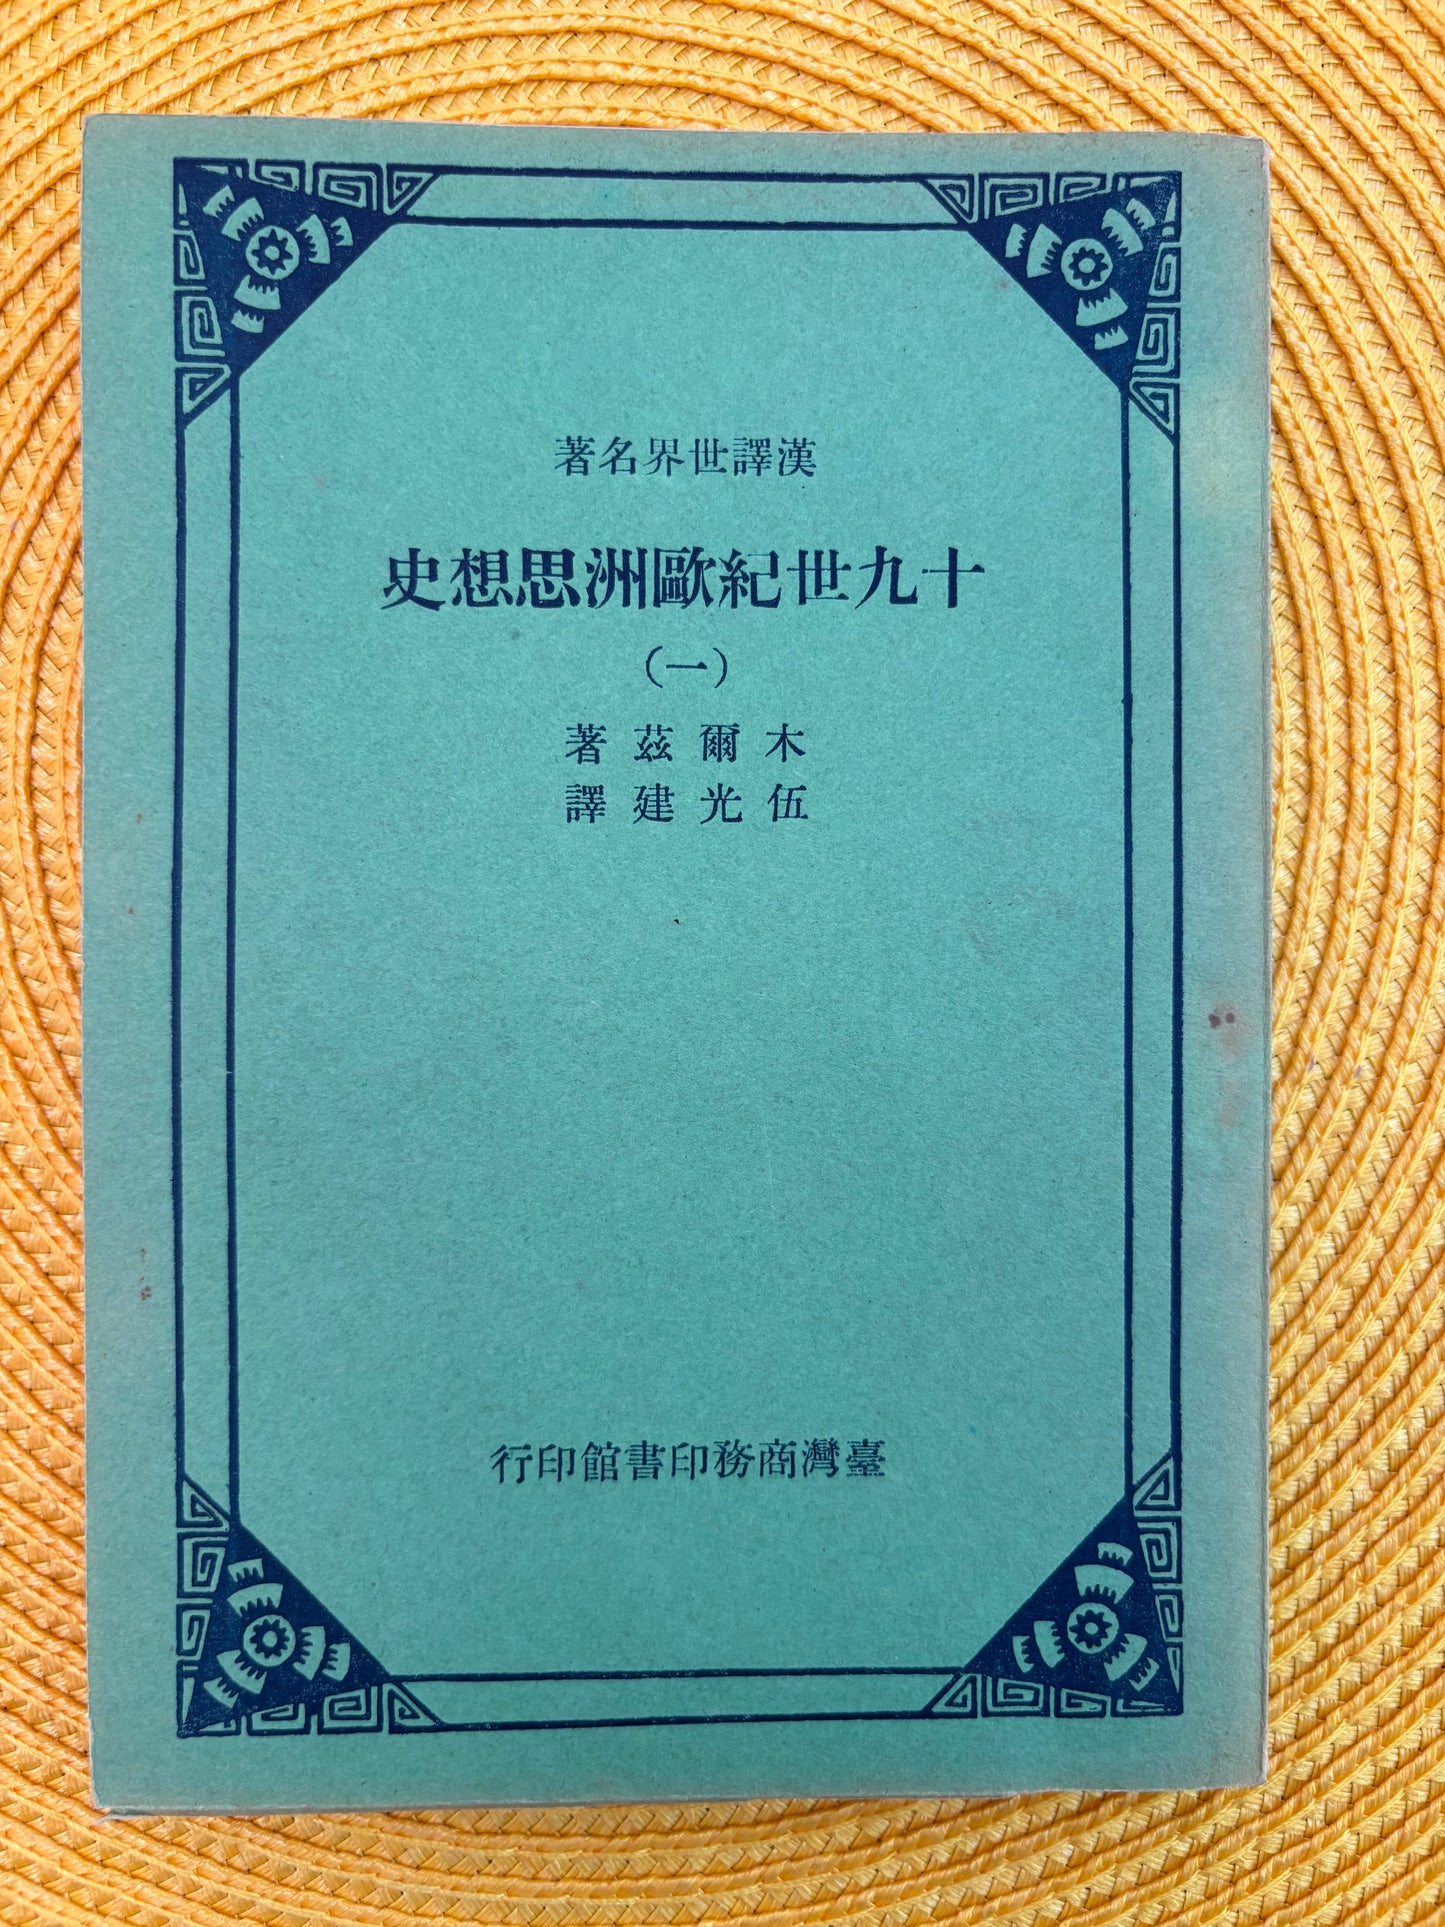 漢譯世界名著
十九世紀歐洲思想史
(一)
木爾茲著
伍光建譯
臺灣商務印書館印行